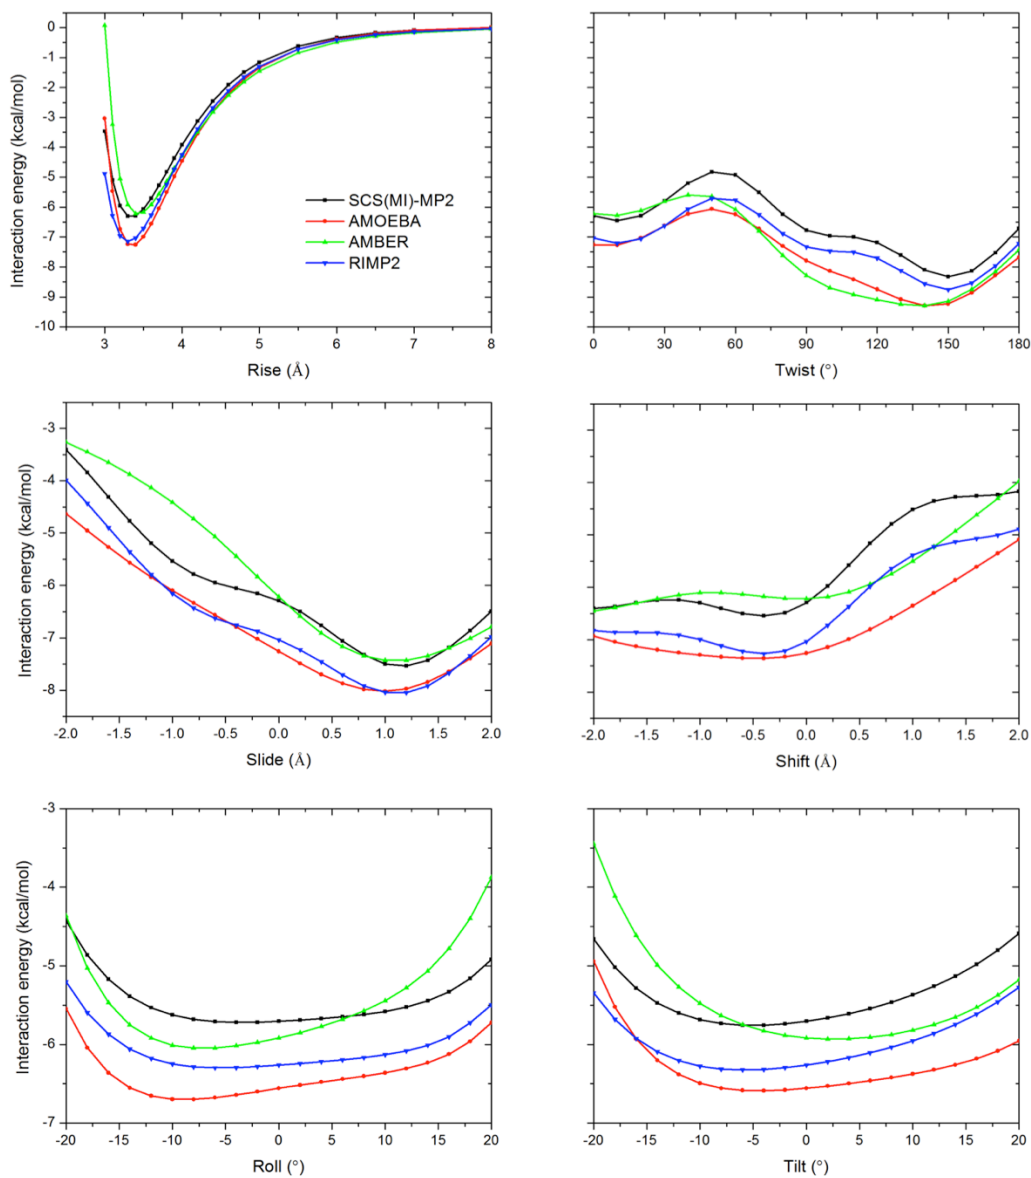 Interaction energy (kcal/mol)
0
-1
-2
-3
-4
-5
-6
-7
-8
-9
-10
SCS(MI)-MP2
AMOEBA
AMBER
RIMP2
3 4 5 6 7 8
Rise (Å)
0 30 60 90 120 150 180
Twist (°)
Interaction energy (kcal/mol)
-3
-4
-5
-6
-7
-8
-2.0 -1.5 -1.0 -0.5 0.0 0.5 1.0 1.5 2.0
Slide (Å)
-2.0 -1.5 -1.0 -0.5 0.0 0.5 1.0 1.5 2.0
Shift (Å)
Interaction energy (kcal/mol)
-3
-4
-5
-6
-7
-20 -15 -10 -5 0 5 10 15 20
Roll (°)
-20 -15 -10 -5 0 5 10 15 20
Tilt (°)